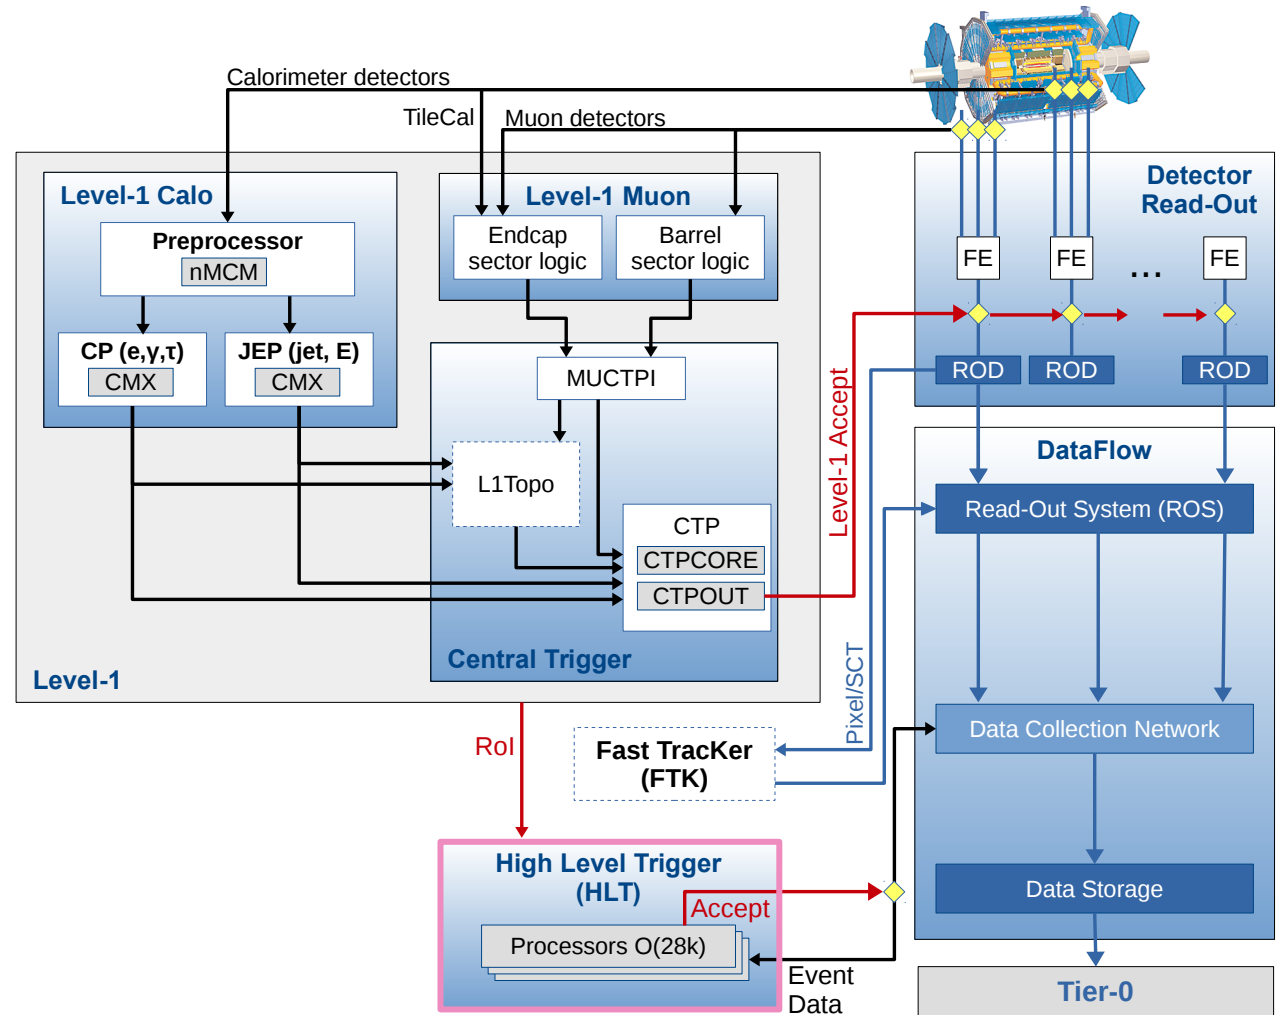 Calorimeter detectors
TileCal
Muon detectors
Level-1 Calo
Preprocessor
nMCM
CP (e,γ,τ)
CMX
JEP (jet, E)
CMX
Level-1 Muon
Endcap
sector logic
Barrel
sector logic
MUCTPI
L1Topo
CTP
CTPCORE
CTPOUT
Central Trigger
Level-1
Level-1 Accept
Detector
Read-Out
FE
FE
...
FE
ROD
ROD
ROD
DataFlow
Read-Out System (ROS)
Data Collection Network
Data Storage
Tier-0
Pixel/SCT
Fast TracKer
(FTK)
RoI
High Level Trigger
(HLT)
Accept
Processors O(28k)
Event
Data